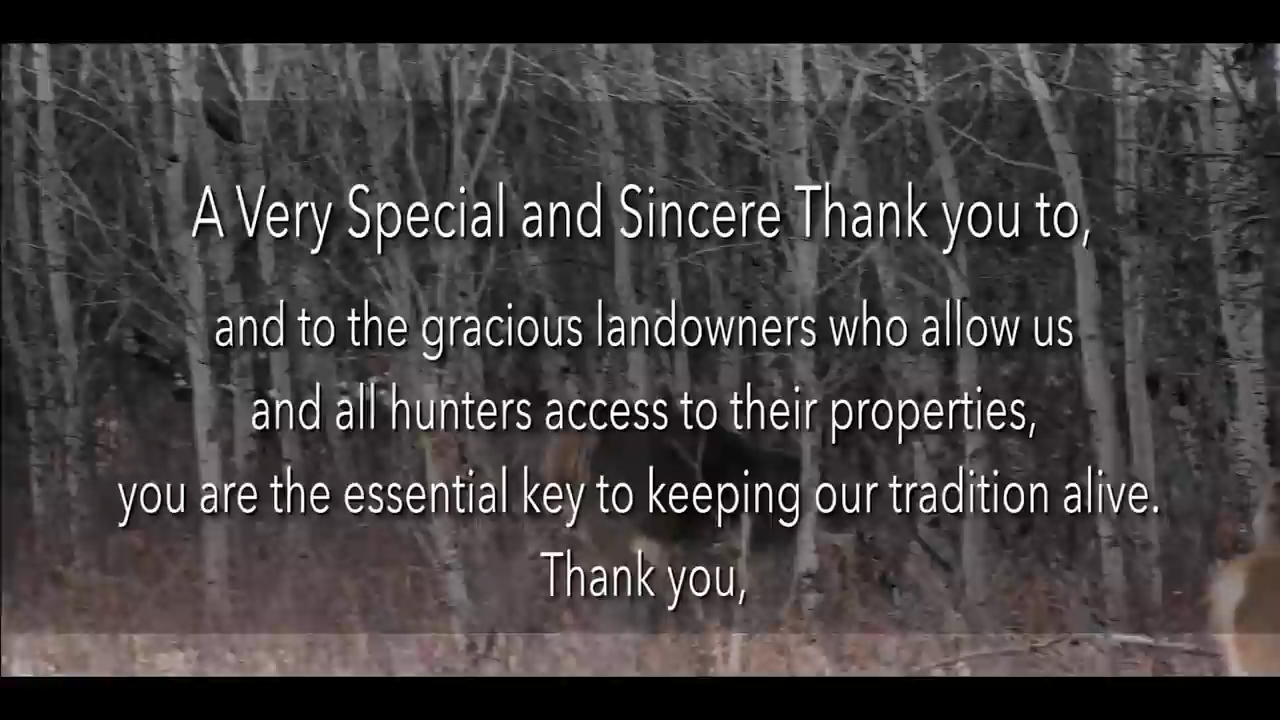 A Very Special and Sincere Thank you to,
and to the gracious landowners who allow us
and all hunters access to their properties,
you are the essential key to keeping our tradition alive.
Thank you,